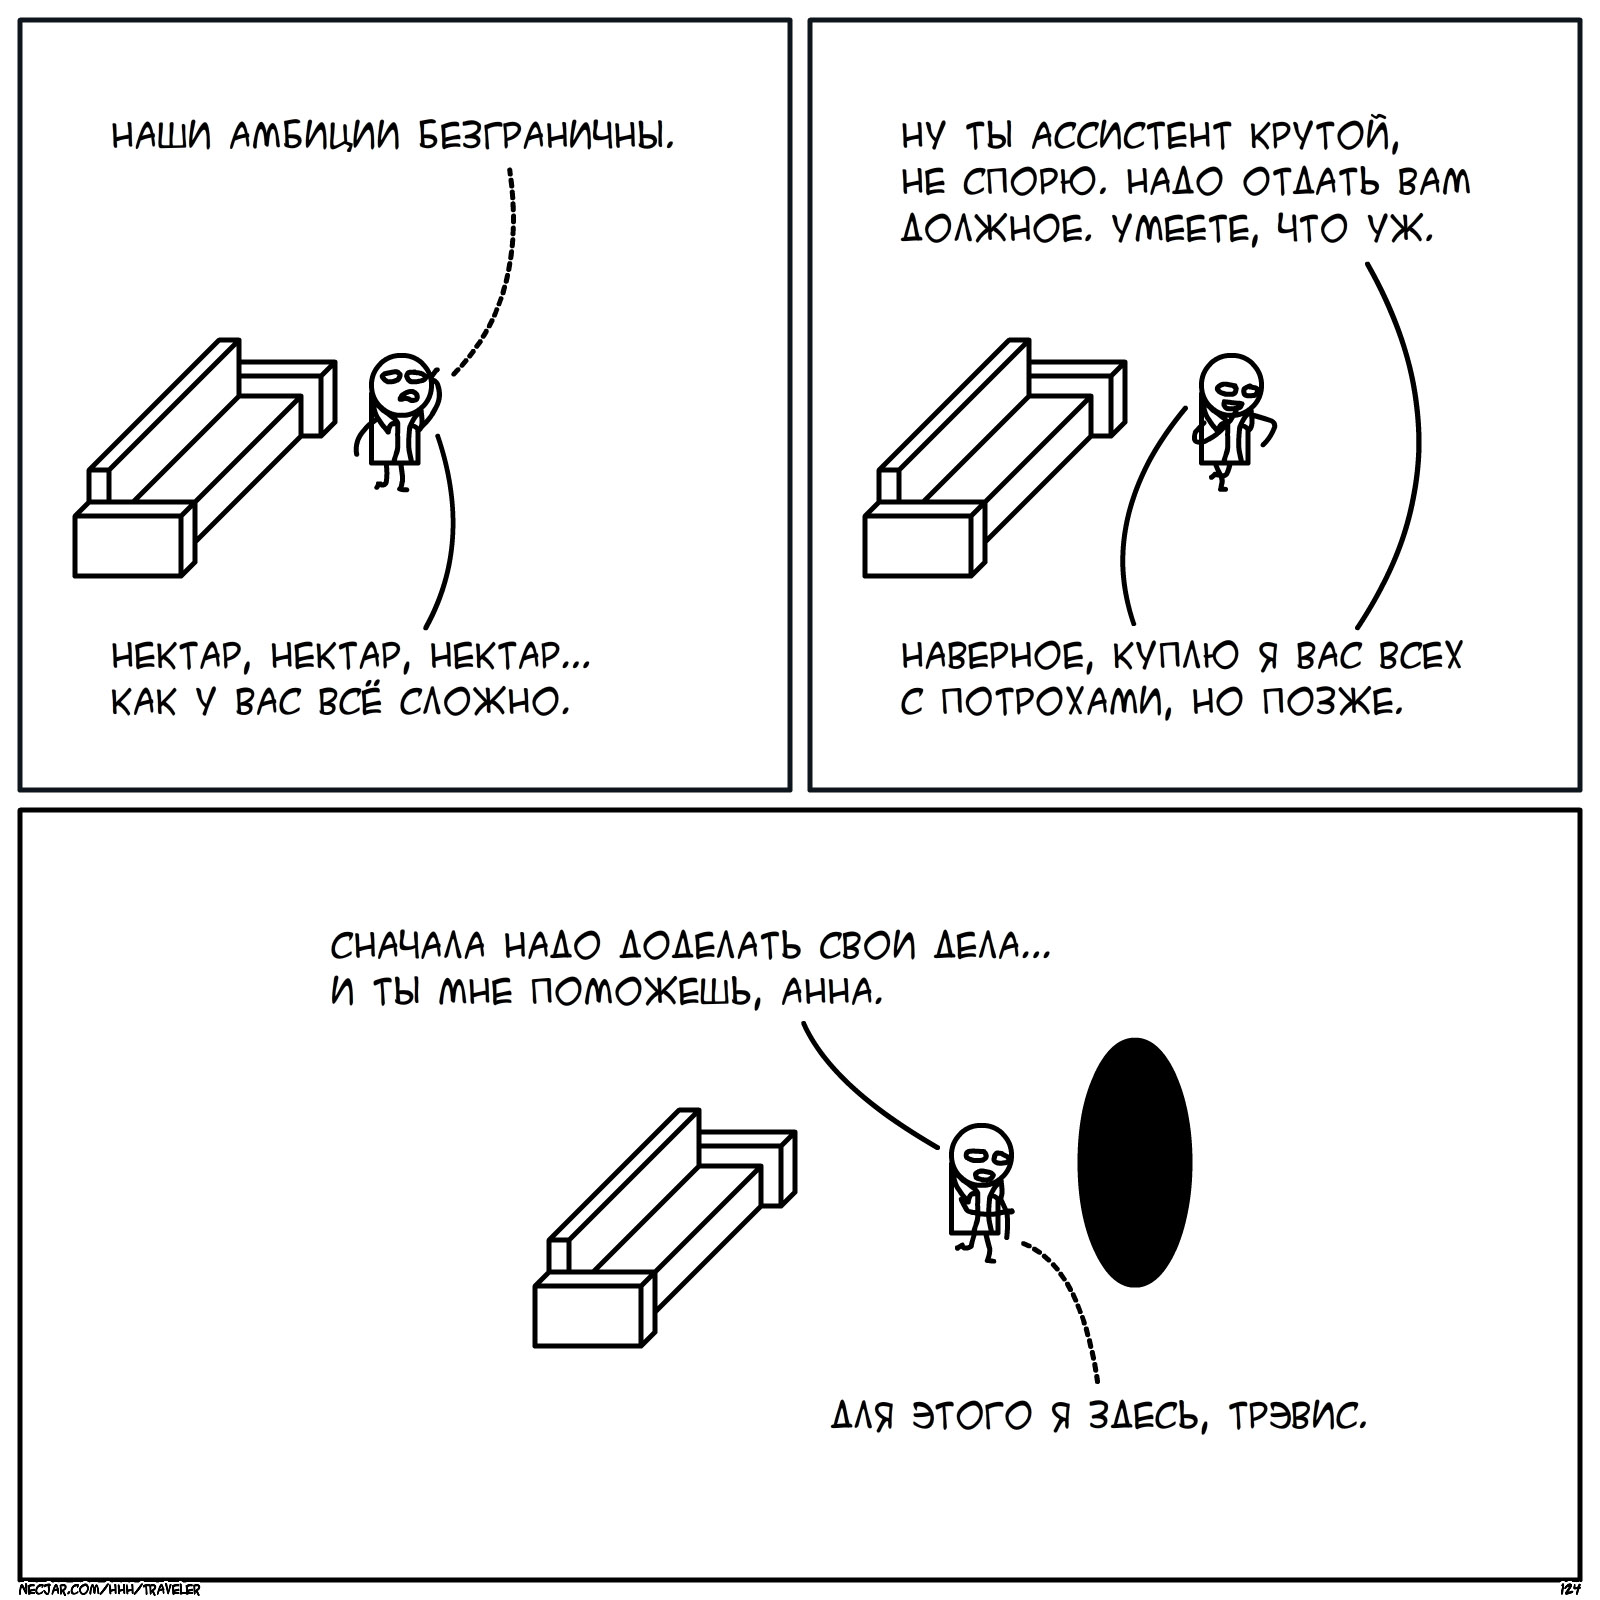 НАШИ АМБИЦИИ БЕЗГРАНИЧНЫ.
НЕКТАР, НЕКТАР, НЕКТАР...
КАК У ВАС ВСЁ СЛОЖНО.
НУ ТЫ АССИСТЕНТ КРУТОЙ,
НЕ СПОРЮ. НАДО ОТДАТЬ ВАМ
ДОЛЖНОЕ. УМЕЕТЕ, ЧТО УЖ.
НАВЕРНОЕ, КУПЛЮ Я ВАС ВСЕХ
С ПОТРОХАМИ, НО ПОЗЖЕ.
СНАЧАЛА НАДО ДОДЕЛАТЬ СВОИ ДЕЛА...
И ТЫ МНЕ ПОМОЖЕШЬ, АННА.
ДЛЯ ЭТОГО Я ЗДЕСЬ, ТРЭВИС.
NECJAR.COM/HHH/TRAVELER
124